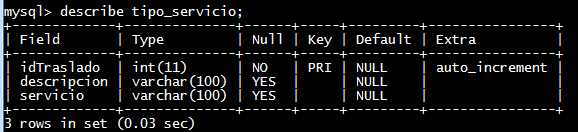 mysql> describe tipo_servicio;
+-------------+--------------+------+-----+---------+----------------+
| Field       | Type         | Null | Key | Default | Extra          |
+-------------+--------------+------+-----+---------+----------------+
| idTraslado  | int(11)      | NO   | PRI | NULL    | auto_increment |
| descripcion | varchar(100) | YES  |     | NULL    |                |
| servicio    | varchar(100) | YES  |     | NULL    |                |
+-------------+--------------+------+-----+---------+----------------+
3 rows in set (0.03 sec)